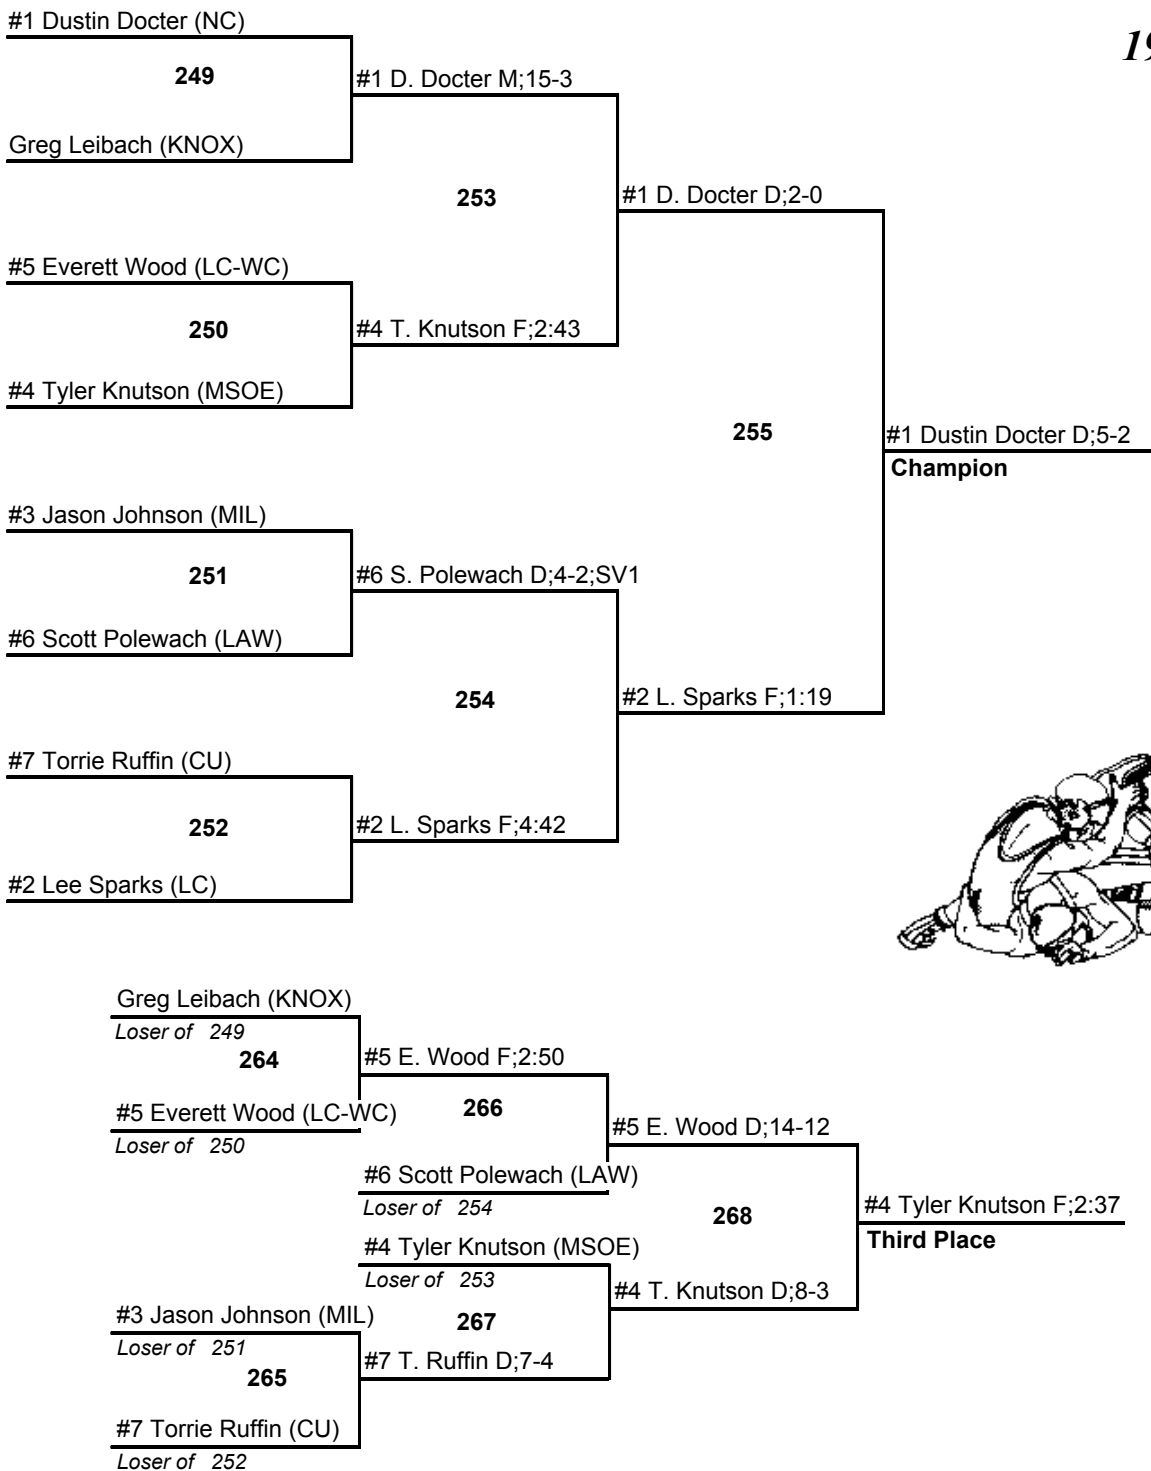 #1 Dustin Docter (NC)
19
249
#1 D. Docter M;15-3
Greg Leibach (KNOX)
253
#1 D. Docter D;2-0
#5 Everett Wood (LC-WC)
250
#4 T. Knutson F;2:43
#4 Tyler Knutson (MSOE)
255
#1 Dustin Docter D;5-2
Champion
#3 Jason Johnson (MIL)
251
#6 S. Polewach D;4-2;SV1
#6 Scott Polewach (LAW)
254
#2 L. Sparks F;1:19
#7 Torrie Ruffin (CU)
252
#2 L. Sparks F;4:42
#2 Lee Sparks (LC)
Greg Leibach (KNOX)
Loser of 249
264
#5 E. Wood F;2:50
#5 Everett Wood (LC-WC)
Loser of 250
266
#5 E. Wood D;14-12
#6 Scott Polewach (LAW)
Loser of 254
268
#4 Tyler Knutson F;2:37
Third Place
#4 Tyler Knutson (MSOE)
Loser of 253
#4 T. Knutson D;8-3
#3 Jason Johnson (MIL)
Loser of 251
267
#7 T. Ruffin D;7-4
265
#7 Torrie Ruffin (CU)
Loser of 252